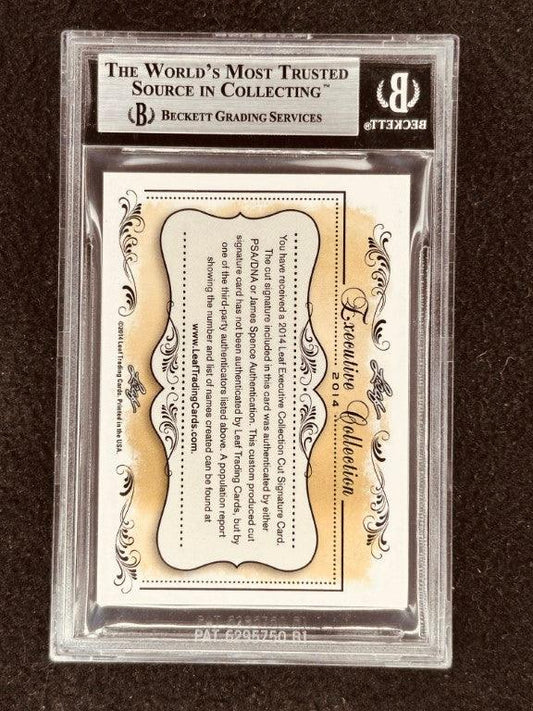 THE WORLD'S MOST TRUSTED
SOURCE IN COLLECTING™
B BECKETT GRADING SERVICES
B
BECKETT®
Executive Collection
2014
You have received a 2014 Leaf Executive Collection Cut Signature Card.
The cut signature included in this card was authenticated by either
PSA/DNA or James Spence Authentication. This custom produced cut
signature card has not been authenticated by Leaf Trading Cards, but by
one of the third-party authenticators listed above. A population report
showing the number and list of names created can be found at
www.LeafTradingCards.com.
Leaf
©2014 Leaf Trading Cards. Printed in the USA.
PAT 6295750 B1